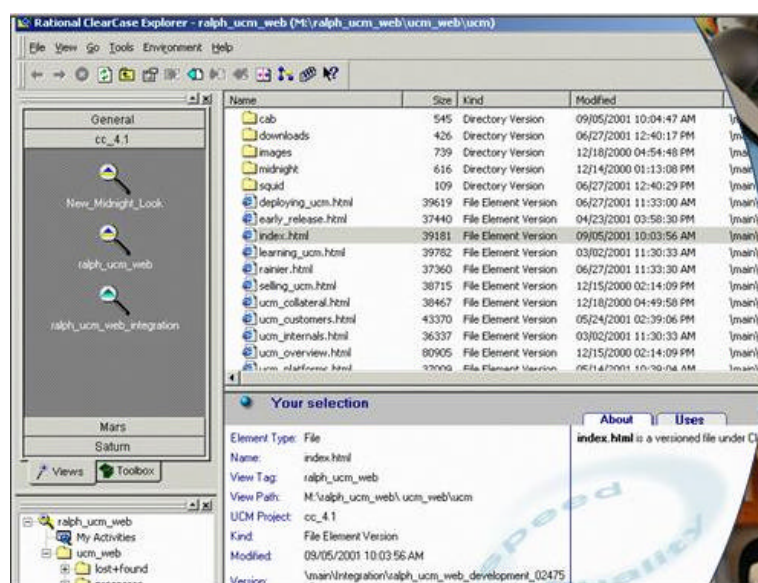 Rational ClearCase Explorer - ralph_ucm_web (M:\ralph_ucm_web\ucm_web\ucm)
File View Go Tools Environment Help
General
cc_4.1
New_Midnight_Look
ralph_ucm_web
ralph_ucm_web_integration
Mars
Saturn
Views Toolbox
Name Size Kind Modified
cab 545 Directory Version 09/05/2001 10:04:47 AM
downloads 426 Directory Version 06/27/2001 12:40:17 PM
images 739 Directory Version 12/18/2000 04:54:48 PM
midnight 616 Directory Version 12/14/2000 01:13:08 PM
squid 109 Directory Version 06/27/2001 12:40:29 PM
deploying_ucm.html 39619 File Element Version 06/27/2001 11:33:00 AM
early_release.html 37440 File Element Version 04/23/2001 03:58:30 PM \main\
index.html 39181 File Element Version 09/05/2001 10:03:56 AM \main\
learning_ucm.html 39782 File Element Version 03/02/2001 11:30:33 AM \main\
rainier.html 37360 File Element Version 06/27/2001 11:33:30 AM \main\
selling_ucm.html 38715 File Element Version 12/15/2000 02:14:09 PM \main\
ucm_collateral.html 38467 File Element Version 12/18/2000 04:49:58 PM \main\
ucm_customers.html 43370 File Element Version 05/24/2001 02:39:06 PM \main\
ucm_internals.html 36337 File Element Version 03/02/2001 11:30:33 AM \main\
ucm_overview.html 80905 File Element Version 12/15/2000 02:14:09 PM \main\
ucm_platforms.html 37009 File Element Version 05/14/2001 10:39:04 AM \main\
Your selection
About Uses
Element Type: File
Name: index.html
View Tag: ralph_ucm_web
View Path: M:\ralph_ucm_web\ ucm_web\ucm
UCM Project: cc_4.1
Kind: File Element Version
Modified: 09/05/2001 10:03:56 AM
Version: \main\Integration\ralph_ucm_web_development_02475
index.html is a versioned file under
speed
ralph_ucm_web
My Activities
ucm_web
lost+found